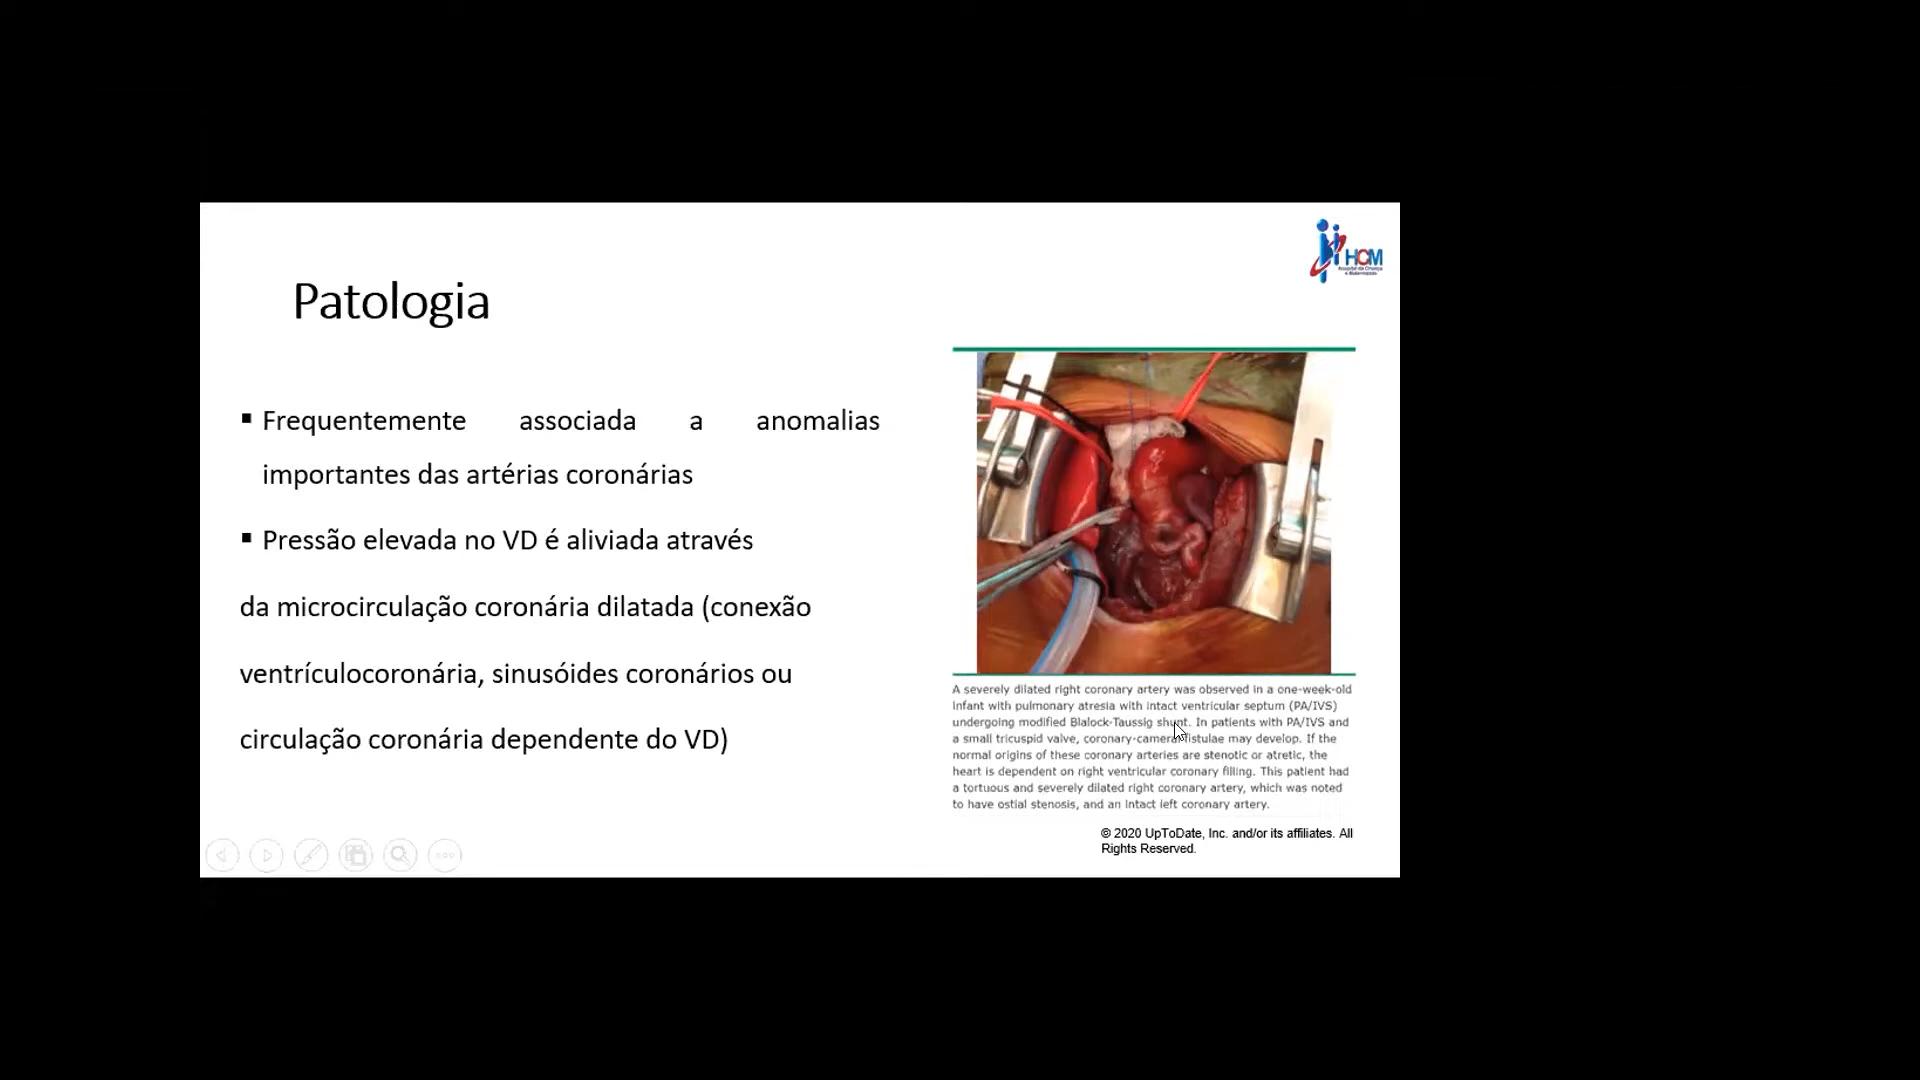 HCM
Hospital da Criança
e Maternidade
Patologia
▪ Frequentemente associada a anomalias
importantes das artérias coronárias
▪ Pressão elevada no VD é aliviada através
da microcirculação coronária dilatada (conexão
ventrículocoronária, sinusóides coronários ou
circulação coronária dependente do VD)
A severely dilated right coronary artery was observed in a one-week-old
infant with pulmonary atresia with intact ventricular septum (PA/IVS)
undergoing modified Blalock-Taussig shunt. In patients with PA/IVS and
a small tricuspid valve, coronary-cameral fistulae may develop. If the
normal origins of these coronary arteries are stenotic or atretic, the
heart is dependent on right ventricular coronary filling. This patient had
a tortuous and severely dilated right coronary artery, which was noted
to have ostial stenosis, and an intact left coronary artery.
© 2020 UpToDate, Inc. and/or its affiliates. All
Rights Reserved.